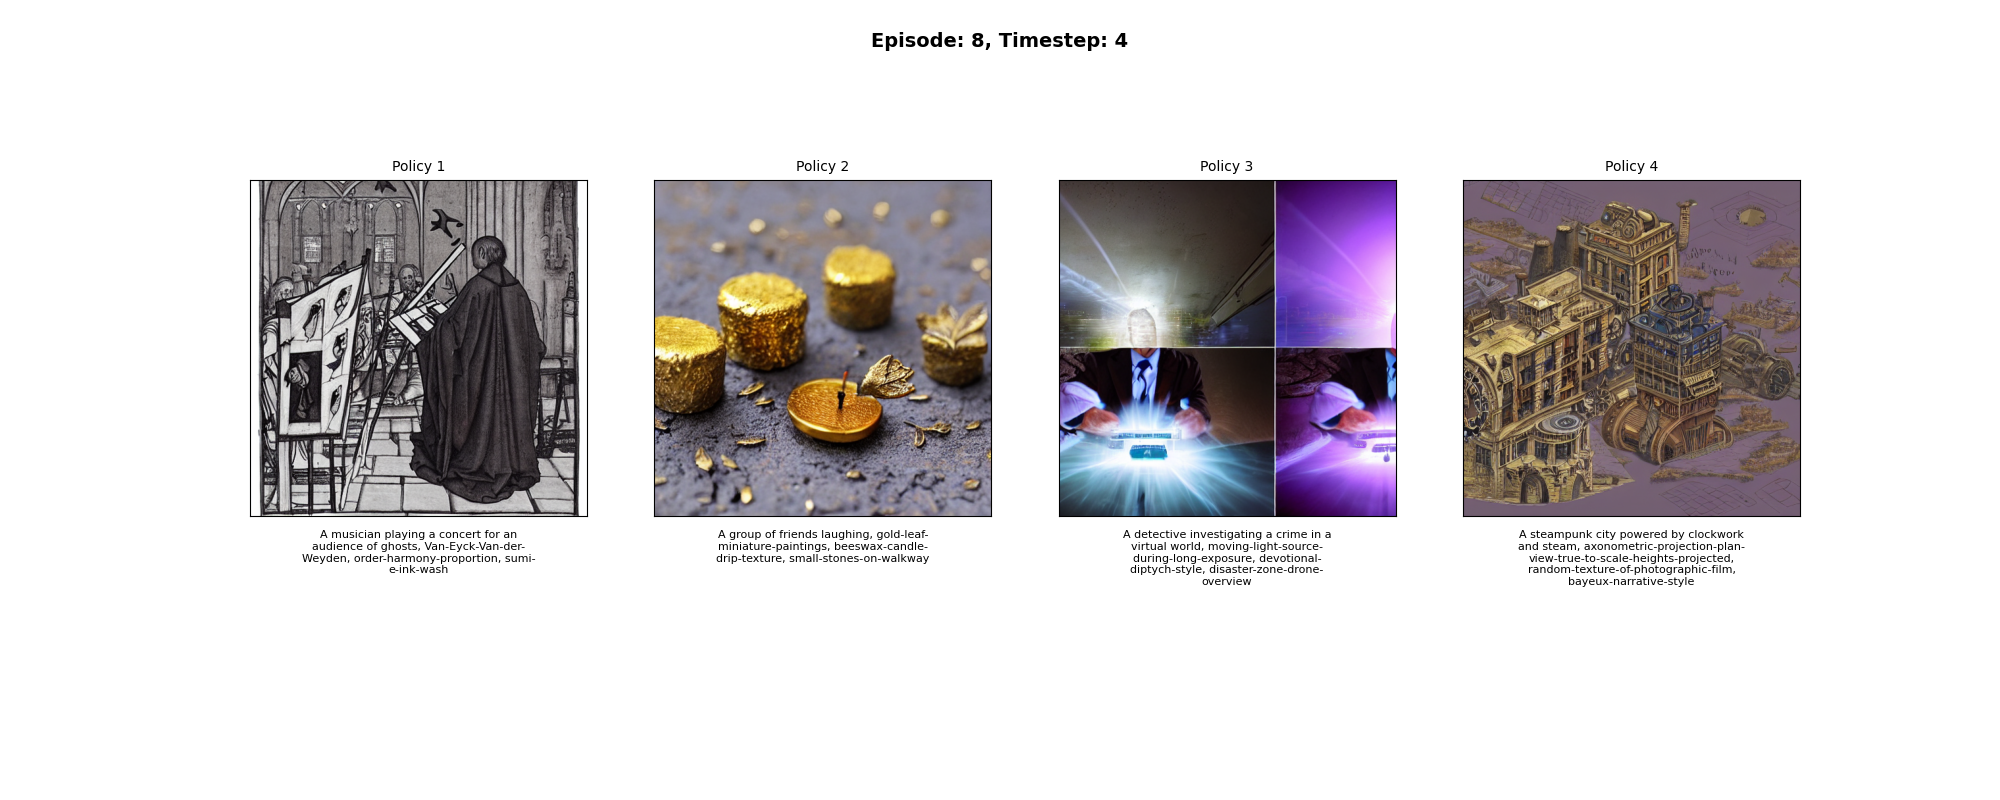 Episode: 8, Timestep: 4
Policy 1
A musician playing a concert for an
audience of ghosts, Van-Eyck-Van-der-
Weyden, order-harmony-proportion, sumi-
e-ink-wash
Policy 2
A group of friends laughing, gold-leaf-
miniature-paintings, beeswax-candle-
drip-texture, small-stones-on-walkway
Policy 3
A detective investigating a crime in a
virtual world, moving-light-source-
during-long-exposure, devotional-
diptych-style, disaster-zone-drone-
overview
Policy 4
A steampunk city powered by clockwork
and steam, axonometric-projection-plan-
view-true-to-scale-heights-projected,
random-texture-of-photographic-film,
bayeux-narrative-style